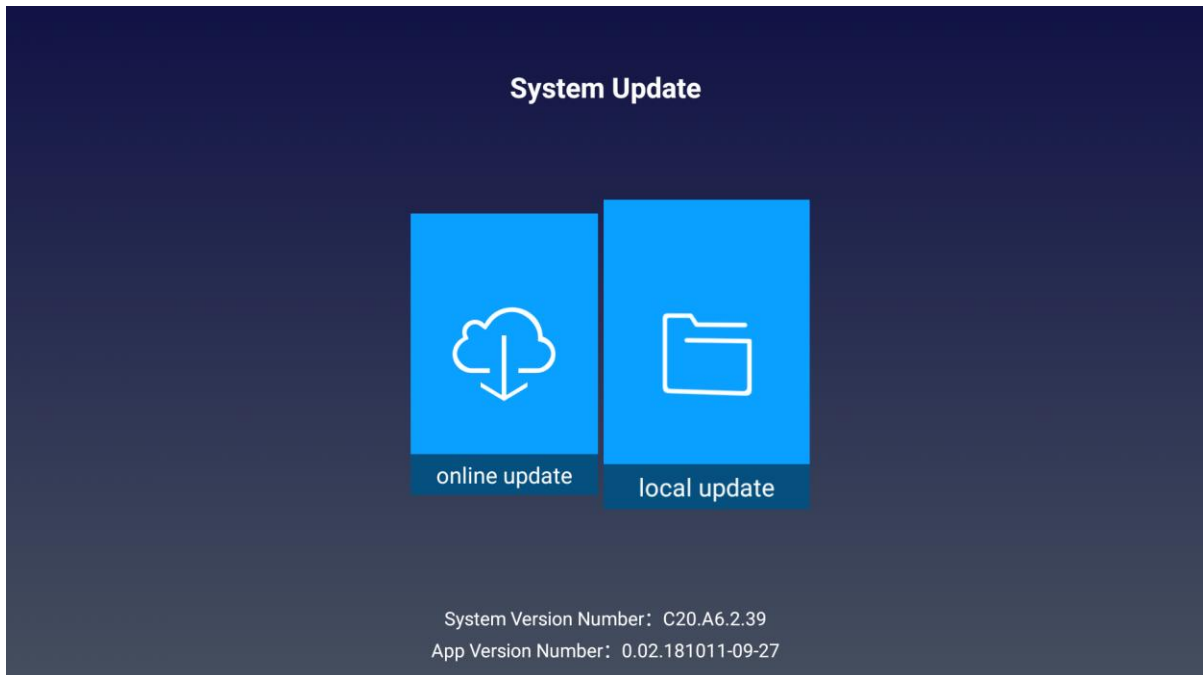 System Update
online update
local update
System Version Number：C20.A6.2.39
App Version Number：0.02.181011-09-27